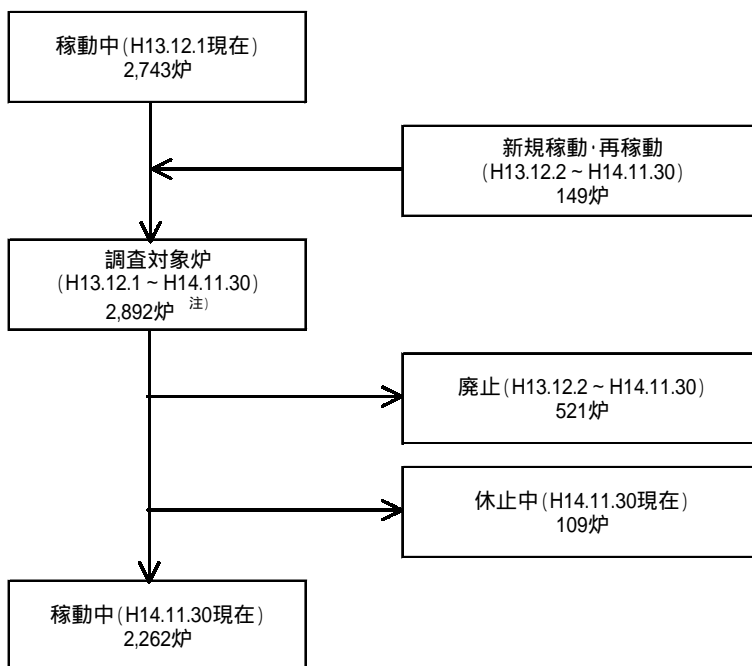 稼動中(H13.12.1現在)
2,743炉
新規稼動･再稼動
(H13.12.2 ~ H14.11.30)
149炉
調査対象炉
(H13.12.1 ~ H14.11.30)
2,892炉 注)
廃止(H13.12.2 ~ H14.11.30)
521炉
休止中(H14.11.30現在)
109炉
稼動中(H14.11.30現在)
2,262炉